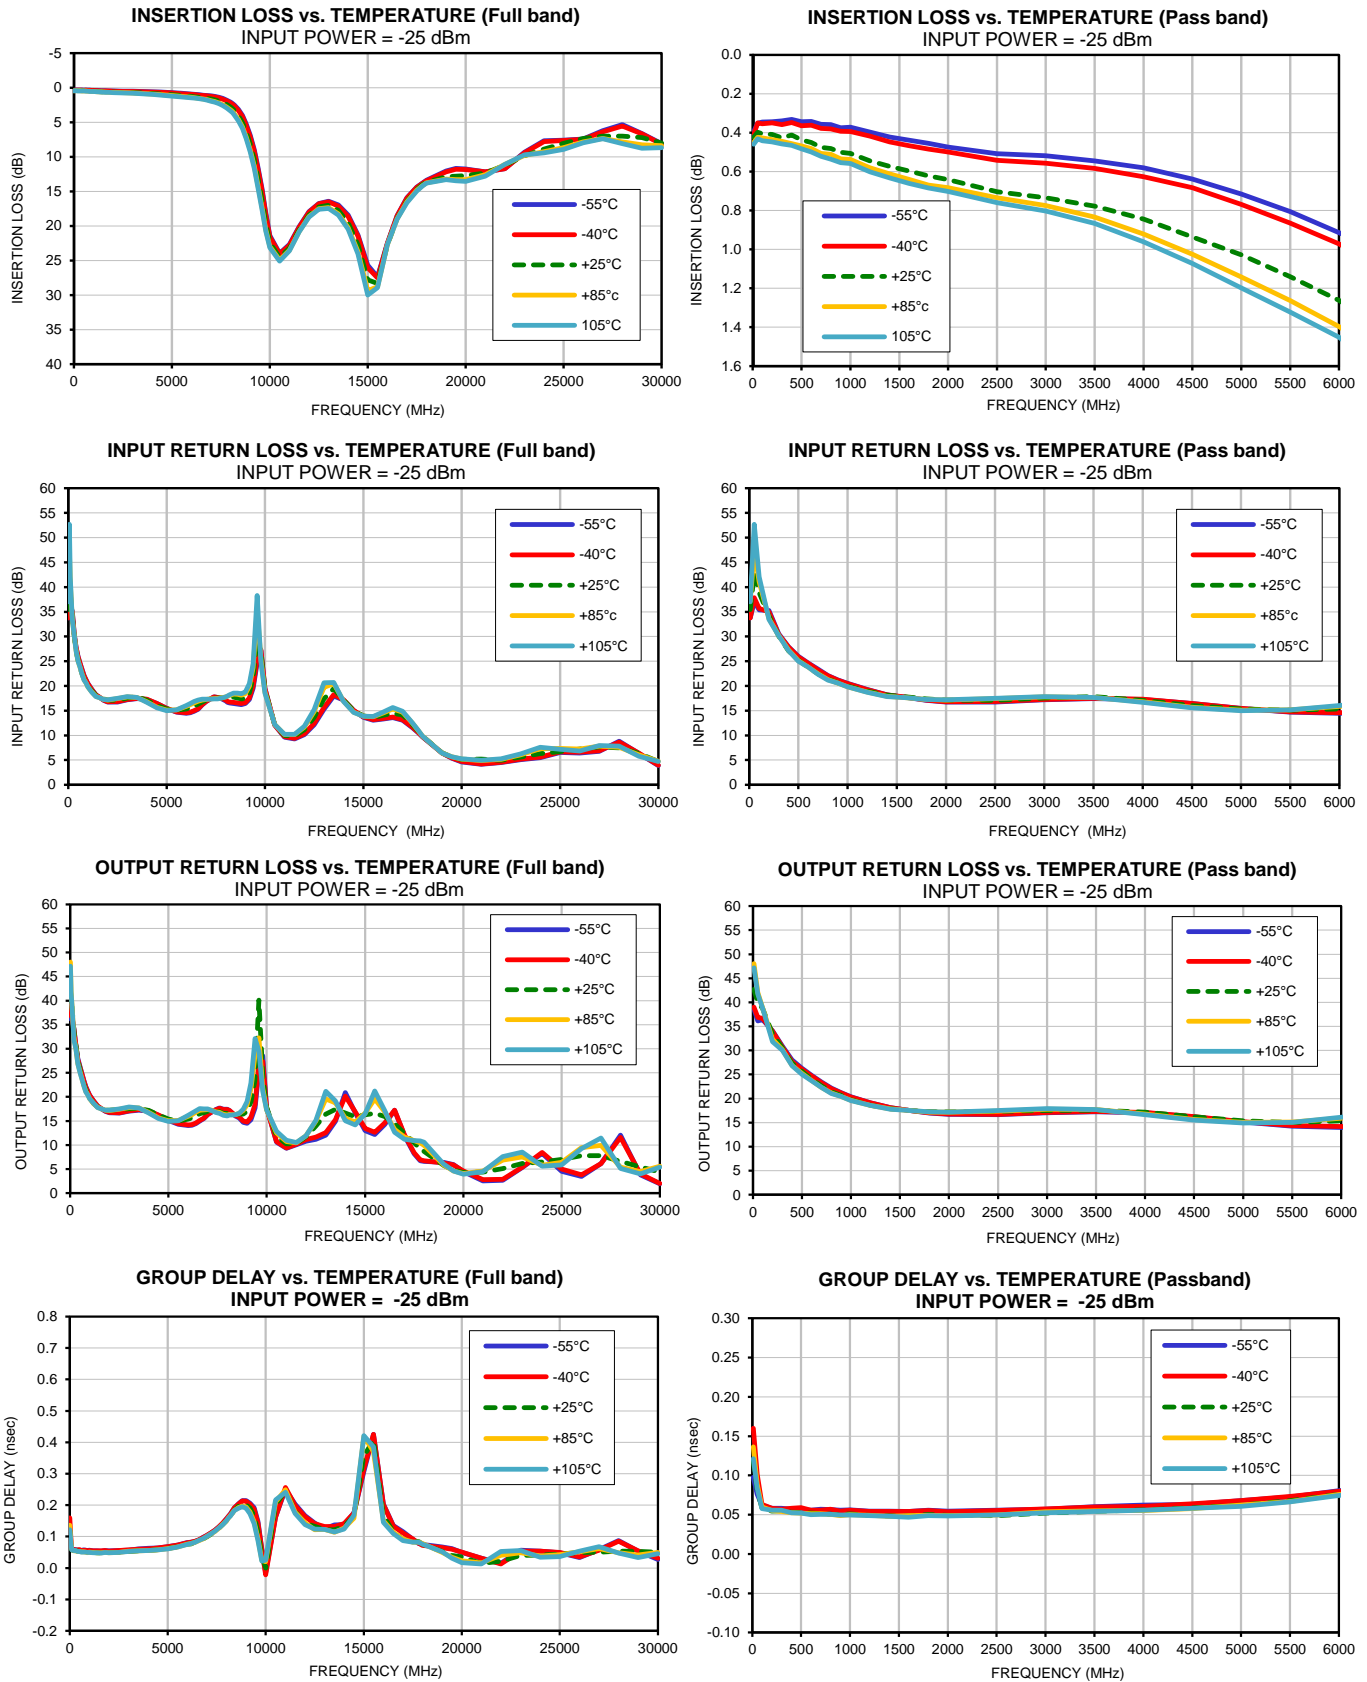 INSERTION LOSS vs. TEMPERATURE (Full band)
INPUT POWER = -25 dBm
INSERTION LOSS (dB)
-5
0
5
10
15
20
25
30
35
40
-55°C
-40°C
+25°C
+85°c
105°C
0 5000 10000 15000 20000 25000 30000
FREQUENCY (MHz)
INSERTION LOSS vs. TEMPERATURE (Pass band)
INPUT POWER = -25 dBm
INSERTION LOSS (dB)
0.0
0.2
0.4
0.6
0.8
1.0
1.2
1.4
1.6
-55°C
-40°C
+25°C
+85°c
105°C
0 500 1000 1500 2000 2500 3000 3500 4000 4500 5000 5500 6000
FREQUENCY (MHz)
INPUT RETURN LOSS vs. TEMPERATURE (Full band)
INPUT POWER = -25 dBm
INPUT RETURN LOSS (dB)
60
55
50
45
40
35
30
25
20
15
10
5
0
-55°C
-40°C
+25°C
+85°c
+105°C
0 5000 10000 15000 20000 25000 30000
FREQUENCY (MHz)
INPUT RETURN LOSS vs. TEMPERATURE (Pass band)
INPUT POWER = -25 dBm
INPUT RETURN LOSS (dB)
60
55
50
45
40
35
30
25
20
15
10
5
0
-55°C
-40°C
+25°C
+85°c
+105°C
0 500 1000 1500 2000 2500 3000 3500 4000 4500 5000 5500 6000
FREQUENCY (MHz)
OUTPUT RETURN LOSS vs. TEMPERATURE (Full band)
INPUT POWER = -25 dBm
OUTPUT RETURN LOSS (dB)
60
55
50
45
40
35
30
25
20
15
10
5
0
-55°C
-40°C
+25°C
+85°C
+105°C
0 5000 10000 15000 20000 25000 30000
FREQUENCY (MHz)
OUTPUT RETURN LOSS vs. TEMPERATURE (Pass band)
INPUT POWER = -25 dBm
OUTPUT RETURN LOSS (dB)
60
55
50
45
40
35
30
25
20
15
10
5
0
-55°C
-40°C
+25°C
+85°C
+105°C
0 500 1000 1500 2000 2500 3000 3500 4000 4500 5000 5500 6000
FREQUENCY (MHz)
GROUP DELAY vs. TEMPERATURE (Full band)
INPUT POWER = -25 dBm
GROUP DELAY (nsec)
0.8
0.7
0.6
0.5
0.4
0.3
0.2
0.1
0.0
-0.1
-0.2
-55°C
-40°C
+25°C
+85°C
+105°C
0 5000 10000 15000 20000 25000 30000
FREQUENCY (MHz)
GROUP DELAY vs. TEMPERATURE (Passband)
INPUT POWER = -25 dBm
GROUP DELAY (nsec)
0.30
0.25
0.20
0.15
0.10
0.05
0.00
-0.05
-0.10
-55°C
-40°C
+25°C
+85°C
+105°C
0 500 1000 1500 2000 2500 3000 3500 4000 4500 5000 5500 6000
FREQUENCY (MHz)